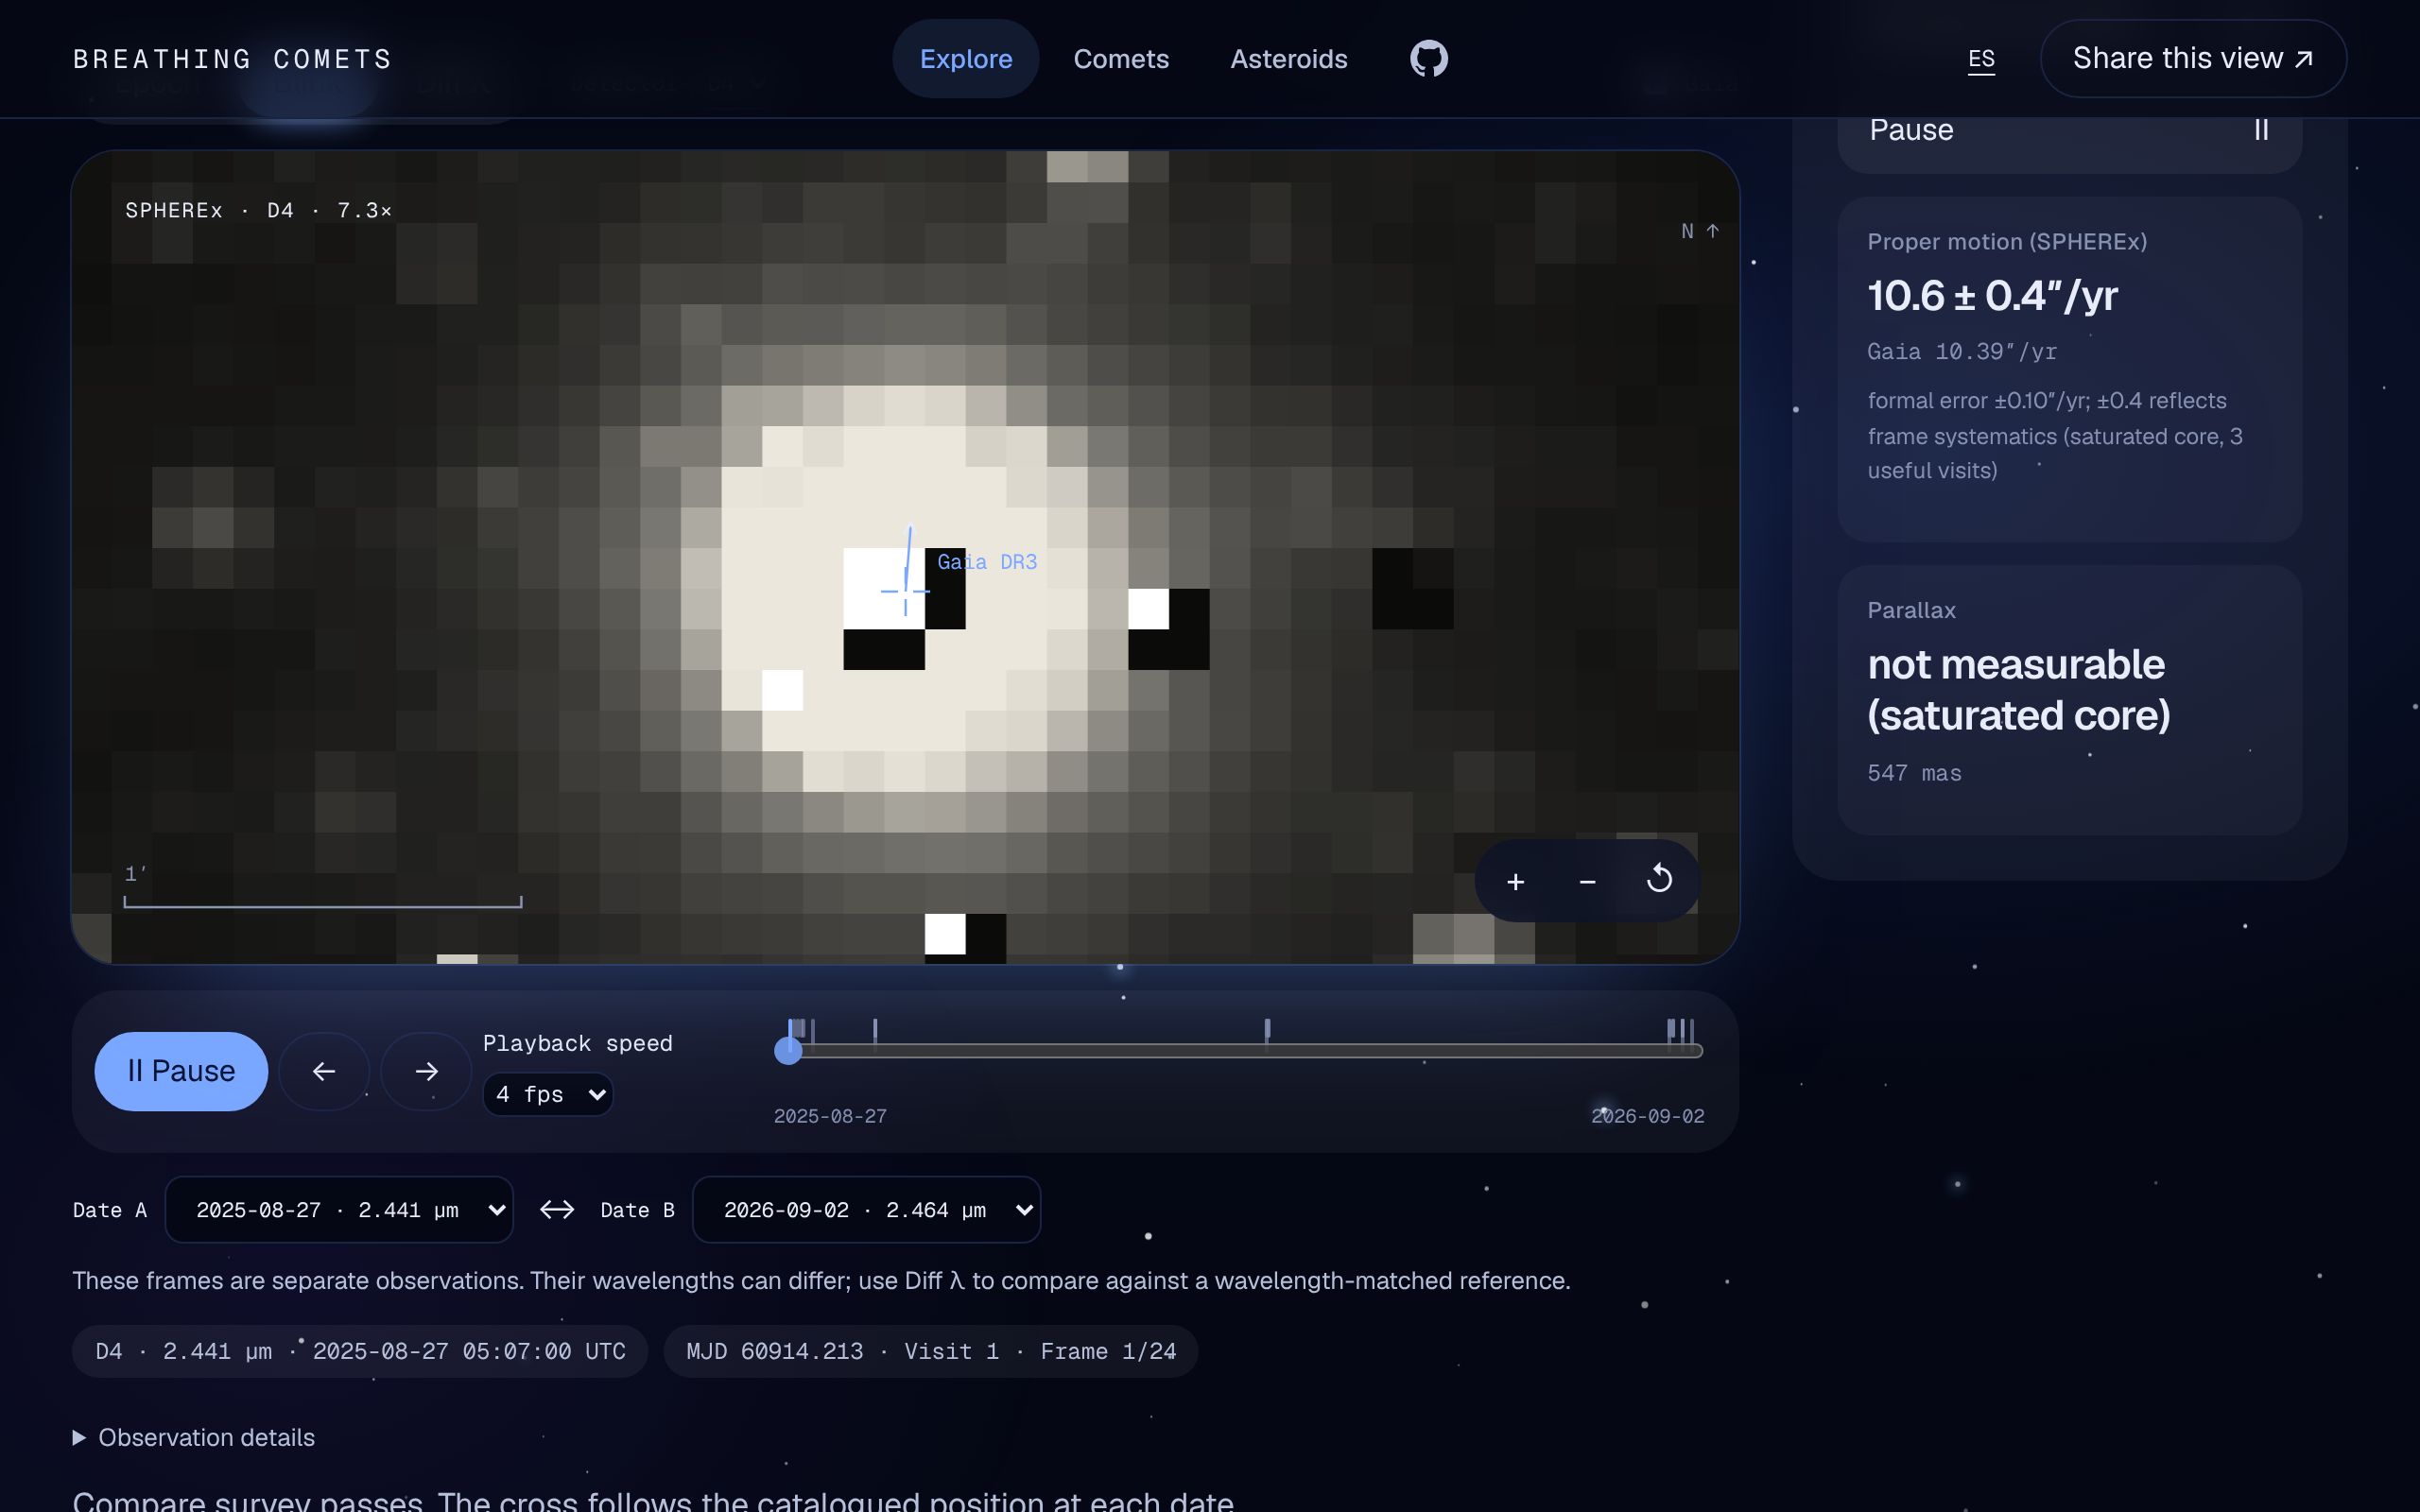 BREATHING COMETS
Explore
Comets
Asteroids
ES
Share this view ↗
Pause II
SPHEREx · D4 · 7.3×
N ↑
Gaia DR3
1′
+ −
Proper motion (SPHEREx)
10.6 ± 0.4″/yr
Gaia 10.39″/yr
formal error ±0.10″/yr; ±0.4 reflects
frame systematics (saturated core, 3
useful visits)
Parallax
not measurable
(saturated core)
547 mas
II Pause
← →
Playback speed
4 fps
2025-08-27
2026-09-02
Date A 2025-08-27 · 2.441 µm ↔ Date B 2026-09-02 · 2.464 µm
These frames are separate observations. Their wavelengths can differ; use Diff λ to compare against a wavelength-matched reference.
D4 · 2.441 µm · 2025-08-27 05:07:00 UTC
MJD 60914.213 · Visit 1 · Frame 1/24
▶ Observation details
Compare survey passes. The cross follows the catalogued position at each date